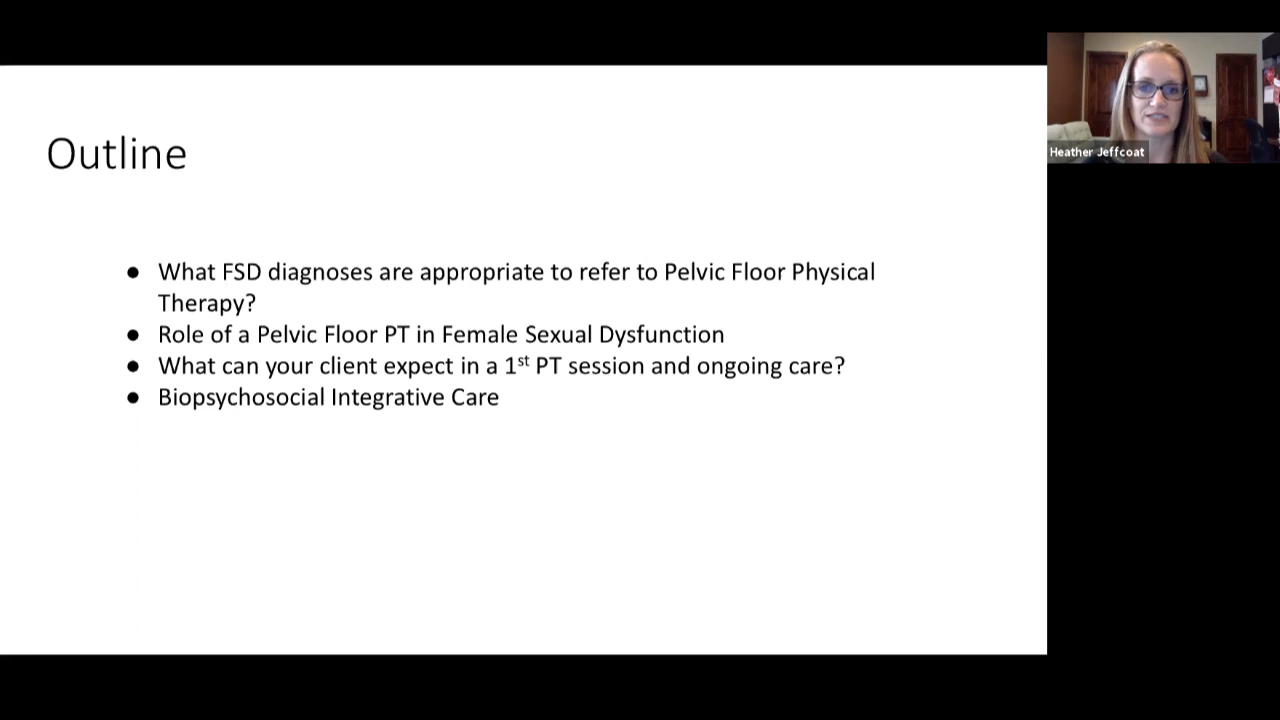 Outline
● What FSD diagnoses are appropriate to refer to Pelvic Floor Physical
Therapy?
● Role of a Pelvic Floor PT in Female Sexual Dysfunction
● What can your client expect in a 1st PT session and ongoing care?
● Biopsychosocial Integrative Care
Heather Jeffcoat